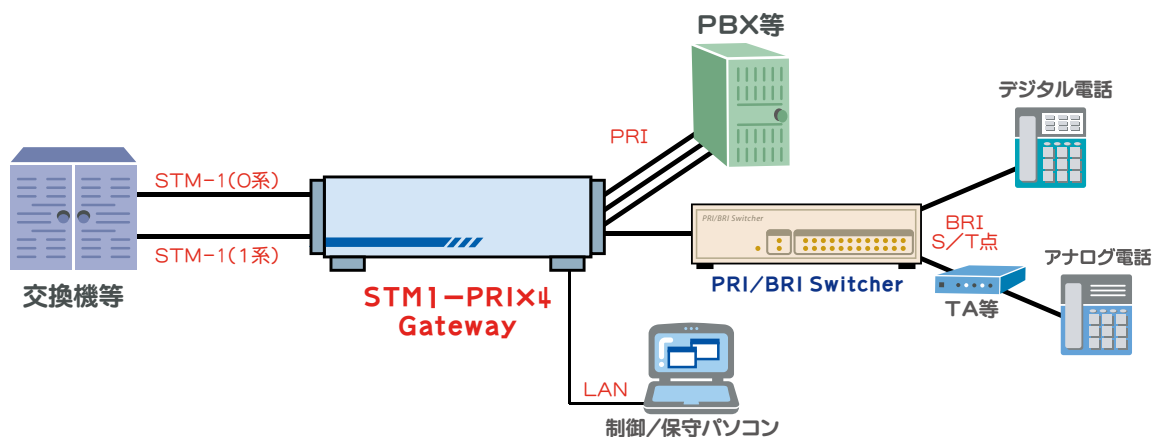 PBX等
デジタル電話
PRI
STM-1(0系)
PRI/BRI Switcher
BRI
S/T点
STM-1(1系)
アナログ電話
交換機等
STM1-PRI×4
Gateway
PRI/BRI Switcher
TA等
LAN
制御/保守パソコン